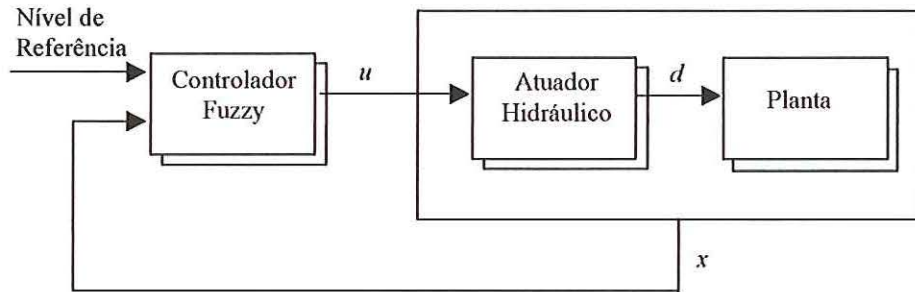 Nível de
Referência
Controlador
Fuzzy
u
Atuador
Hidráulico
d
Planta
x